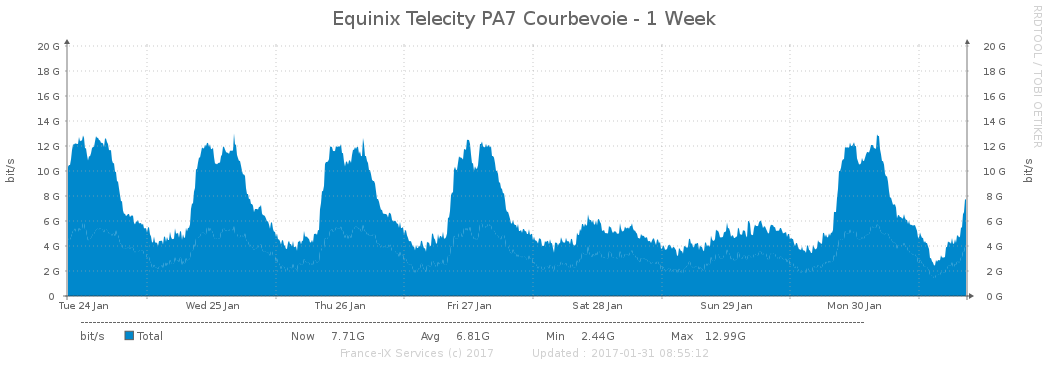 Equinix Telecity PA7 Courbevoie - 1 Week
RRDTOOL / TOBI OETIKER
20 G 20 G
18 G 18 G
16 G 16 G
14 G 14 G
12 G 12 G
10 G 10 G
8 G 8 G
6 G 6 G
4 G 4 G
2 G 2 G
0 0 G
bit/s
bit/s
Tue 24 Jan Wed 25 Jan Thu 26 Jan Fri 27 Jan Sat 28 Jan Sun 29 Jan Mon 30 Jan
bit/s Total Now 7.71G Avg 6.81G Min 2.44G Max 12.99G
France-IX Services (c) 2017 Updated : 2017-01-31 08:55:12